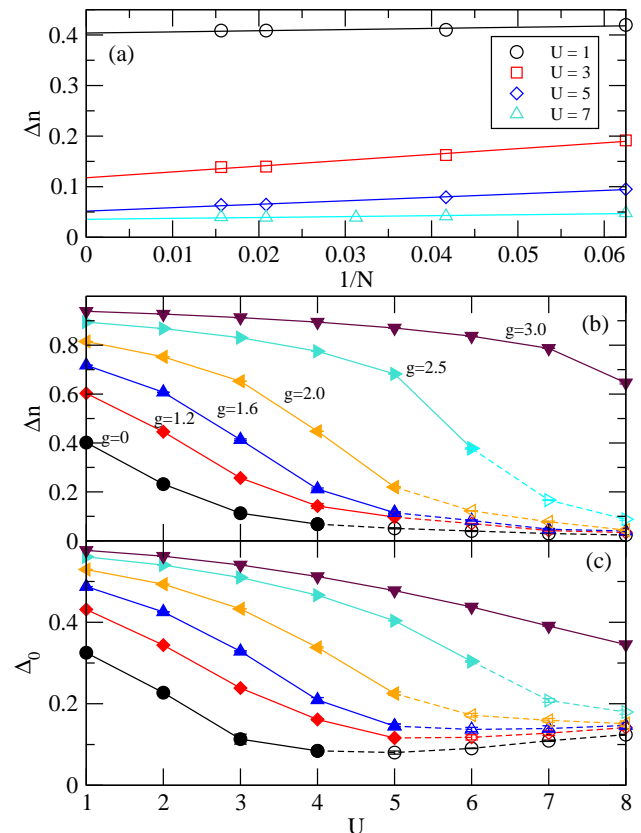 (a)
0.4
0.3
0.2
0.1
0
Δn
U = 1
U = 3
U = 5
U = 7
0 0.01 0.02 0.03 0.04 0.05 0.06
1/N
(b)
0.8
0.6
0.4
0.2
0
Δn
g=3.0
g=2.5
g=2.0
g=1.6
g=1.2
g=0
(c)
0.4
0.2
0
Δ0
1 2 3 4 5 6 7 8
U